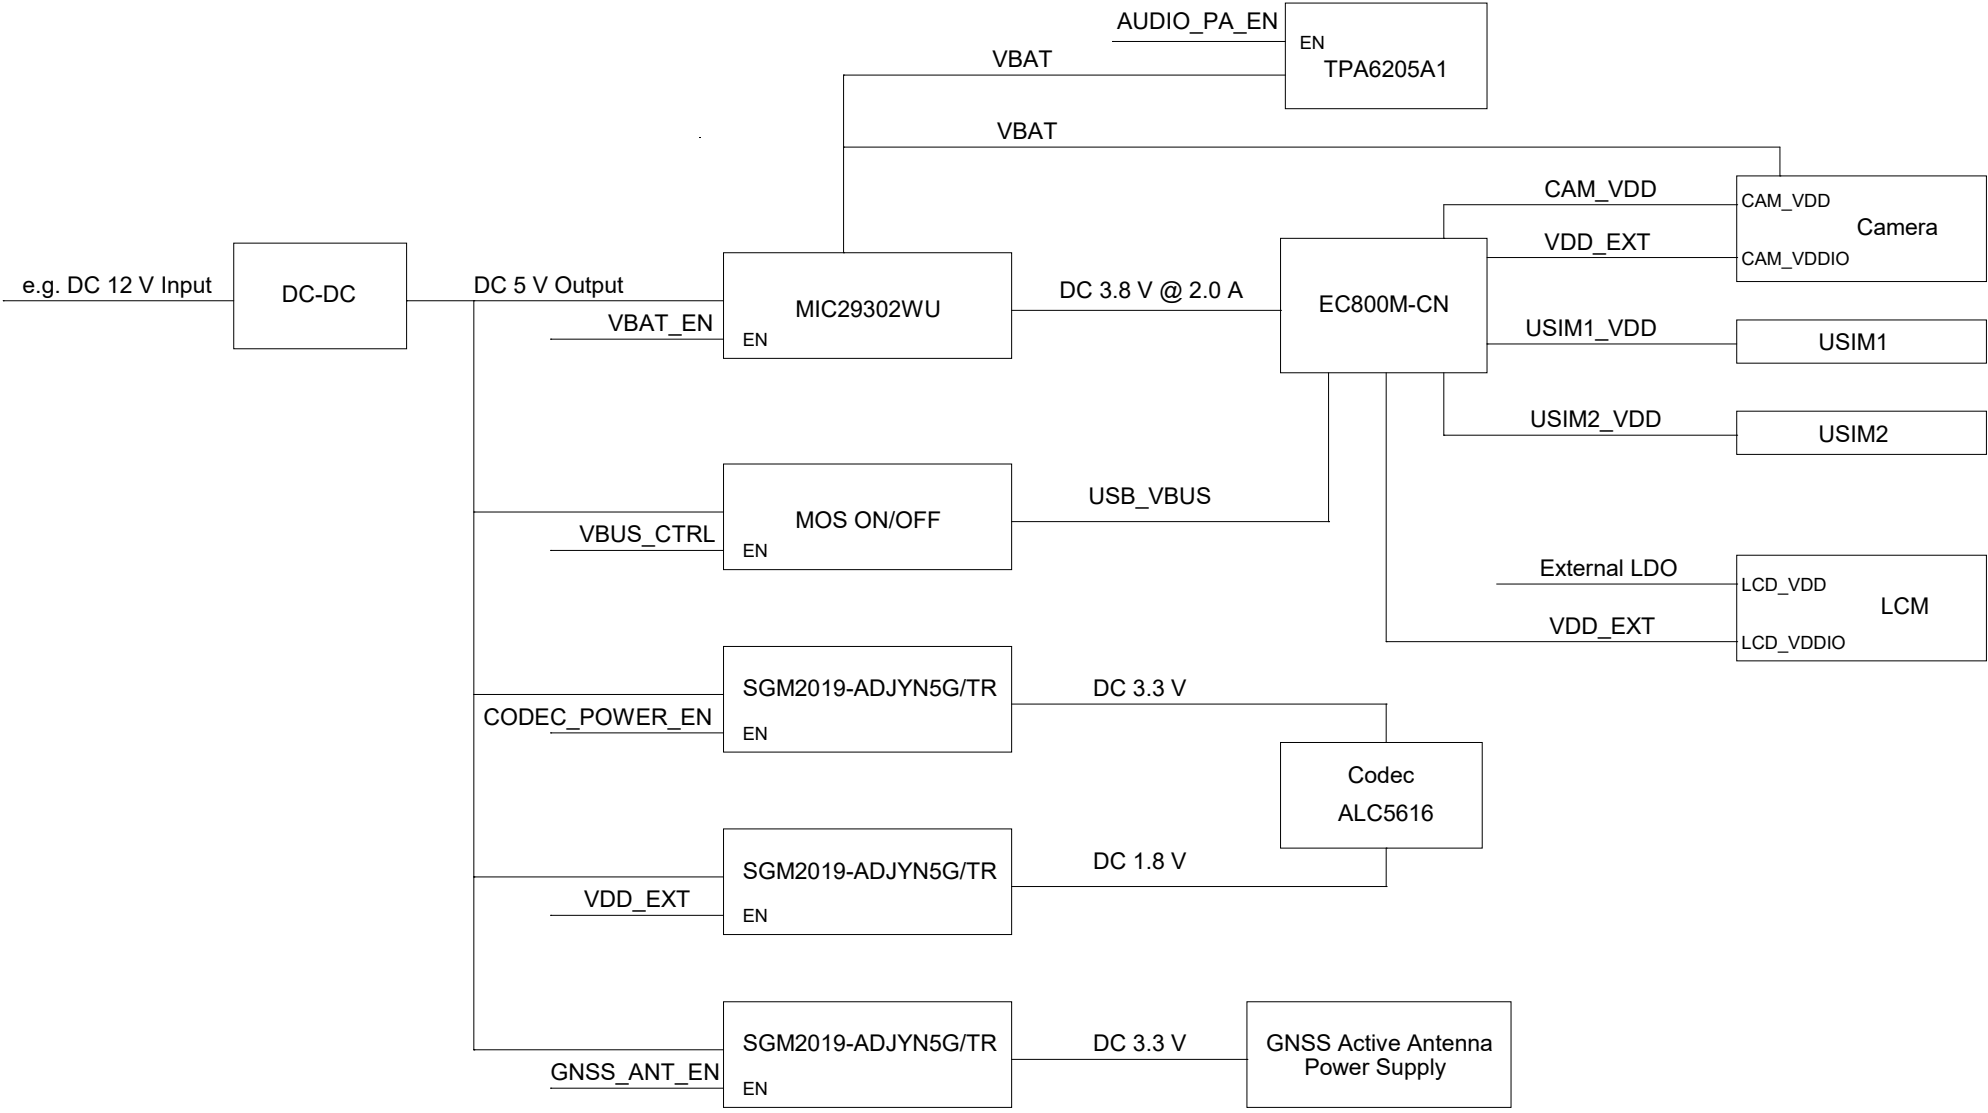 AUDIO_PA_EN
EN
TPA6205A1
VBAT
VBAT
CAM_VDD
CAM_VDD
Camera
VDD_EXT
CAM_VDDIO
e.g. DC 12 V Input
DC-DC
DC 5 V Output
VBAT_EN
EN
MIC29302WU
DC 3.8 V @ 2.0 A
EC800M-CN
USIM1_VDD
USIM1
USIM2_VDD
USIM2
VBUS_CTRL
EN
MOS ON/OFF
USB_VBUS
External LDO
LCD_VDD
LCM
VDD_EXT
LCD_VDDIO
SGM2019-ADJYN5G/TR
CODEC_POWER_EN
EN
DC 3.3 V
Codec
ALC5616
SGM2019-ADJYN5G/TR
VDD_EXT
EN
DC 1.8 V
SGM2019-ADJYN5G/TR
GNSS_ANT_EN
EN
DC 3.3 V
GNSS Active Antenna
Power Supply